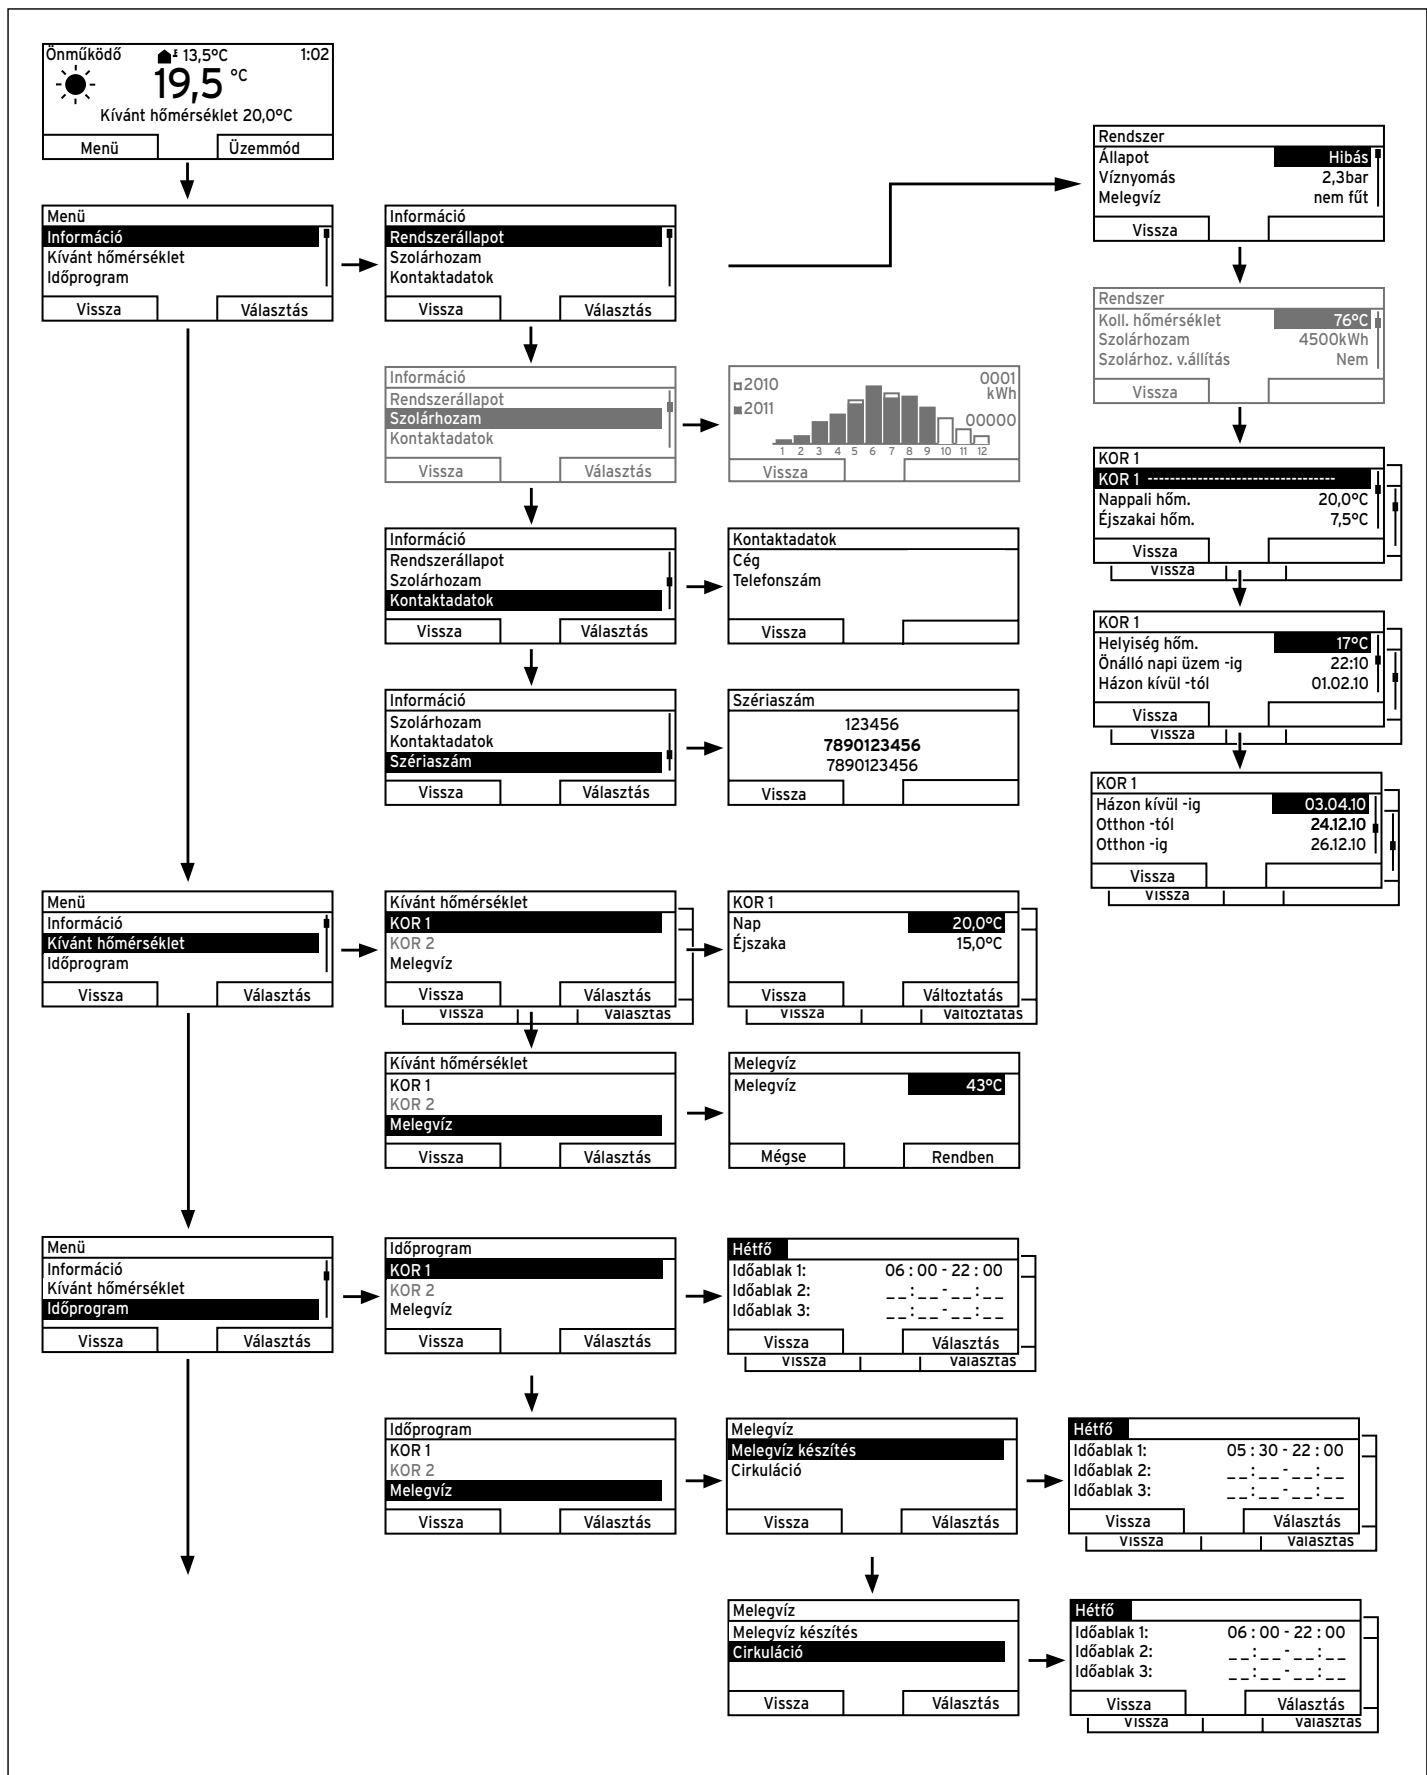 Önműködő 13,5°C 1:02
19,5 °C
Kívánt hőmérséklet 20,0°C
Menü Üzemmód
Menü
Információ
Kívánt hőmérséklet
Időprogram
Vissza Választás
Információ
Rendszerállapot
Szolárhozam
Kontaktadatok
Vissza Választás
Rendszer
Állapot Hibás
Víznyomás 2,3bar
Melegvíz nem fűt
Vissza
Rendszer
Koll. hőmérséklet 76°C
Szolárhozam 4500kWh
Szolárhoz. v.állítás Nem
Vissza
Információ
Rendszerállapot
Szolárhozam
Kontaktadatok
Vissza Választás
2010 0001
kWh
2011
00000
1 2 3 4 5 6 7 8 9 10 11 12
Vissza
KOR 1
KOR 1 ----------------------------------
Nappali hőm. 20,0°C
Éjszakai hőm. 7,5°C
Vissza
Vissza
Információ
Rendszerállapot
Szolárhozam
Kontaktadatok
Vissza Választás
Kontaktadatok
Cég
Telefonszám
Vissza
KOR 1
Helyiség hőm. 17°C
Önálló napi üzem -ig 22:10
Házon kívül -tól 01.02.10
Vissza
Vissza
Információ
Szolárhozam
Kontaktadatok
Szériaszám
Vissza Választás
Szériaszám
123456
7890123456
7890123456
Vissza
KOR 1
Házon kívül -ig 03.04.10
Otthon -tól 24.12.10
Otthon -ig 26.12.10
Vissza
Vissza
Menü
Információ
Kívánt hőmérséklet
Időprogram
Vissza Választás
Kívánt hőmérséklet
KOR 1
KOR 2
Melegvíz
Vissza Választás
Vissza Választás
KOR 1
Nap 20,0°C
Éjszaka 15,0°C
Vissza Változtatás
Vissza Változtatás
Kívánt hőmérséklet
KOR 1
KOR 2
Melegvíz
Vissza Választás
Melegvíz
Melegvíz 43°C
Mégse Rendben
Menü
Információ
Kívánt hőmérséklet
Időprogram
Vissza Választás
Időprogram
KOR 1
KOR 2
Melegvíz
Vissza Választás
Hétfő
Időablak 1: 06 : 00 - 22 : 00
Időablak 2: _ _ : _ _ - _ _ : _ _
Időablak 3: _ _ : _ _ - _ _ : _ _
Vissza Választás
Vissza Választás
Időprogram
KOR 1
KOR 2
Melegvíz
Vissza Választás
Melegvíz
Melegvíz készítés
Cirkuláció
Vissza Választás
Hétfő
Időablak 1: 05 : 30 - 22 : 00
Időablak 2: _ _ : _ _ - _ _ : _ _
Időablak 3: _ _ : _ _ - _ _ : _ _
Vissza Választás
Vissza Választás
Melegvíz
Melegvíz készítés
Cirkuláció
Vissza Választás
Hétfő
Időablak 1: 06 : 00 - 22 : 00
Időablak 2: _ _ : _ _ - _ _ : _ _
Időablak 3: _ _ : _ _ - _ _ : _ _
Vissza Választás
Vissza Választás